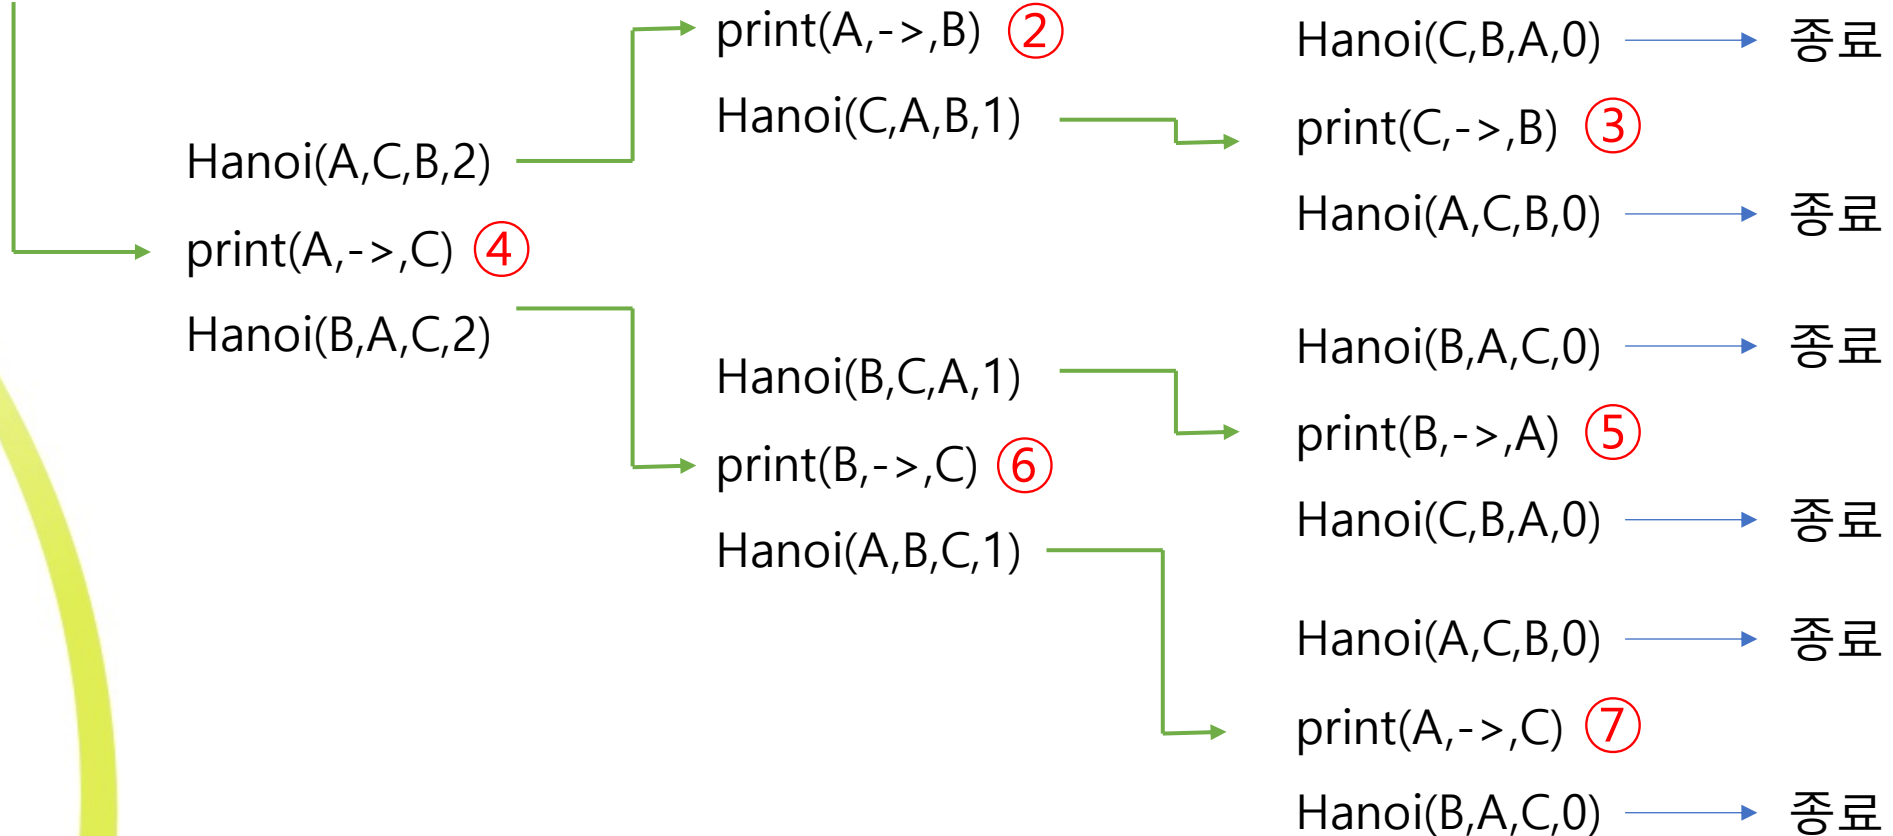 Hanoi(A,C,B,2)
print(A,->,C) ④
Hanoi(B,A,C,2)
print(A,->,B) ②
Hanoi(C,A,B,1)
Hanoi(B,C,A,1)
print(B,->,C) ⑥
Hanoi(A,B,C,1)
Hanoi(C,B,A,0) 종료
print(C,->,B) ③
Hanoi(A,C,B,0) 종료
Hanoi(B,A,C,0) 종료
print(B,->,A) ⑤
Hanoi(C,B,A,0) 종료
Hanoi(A,C,B,0) 종료
print(A,->,C) ⑦
Hanoi(B,A,C,0) 종료